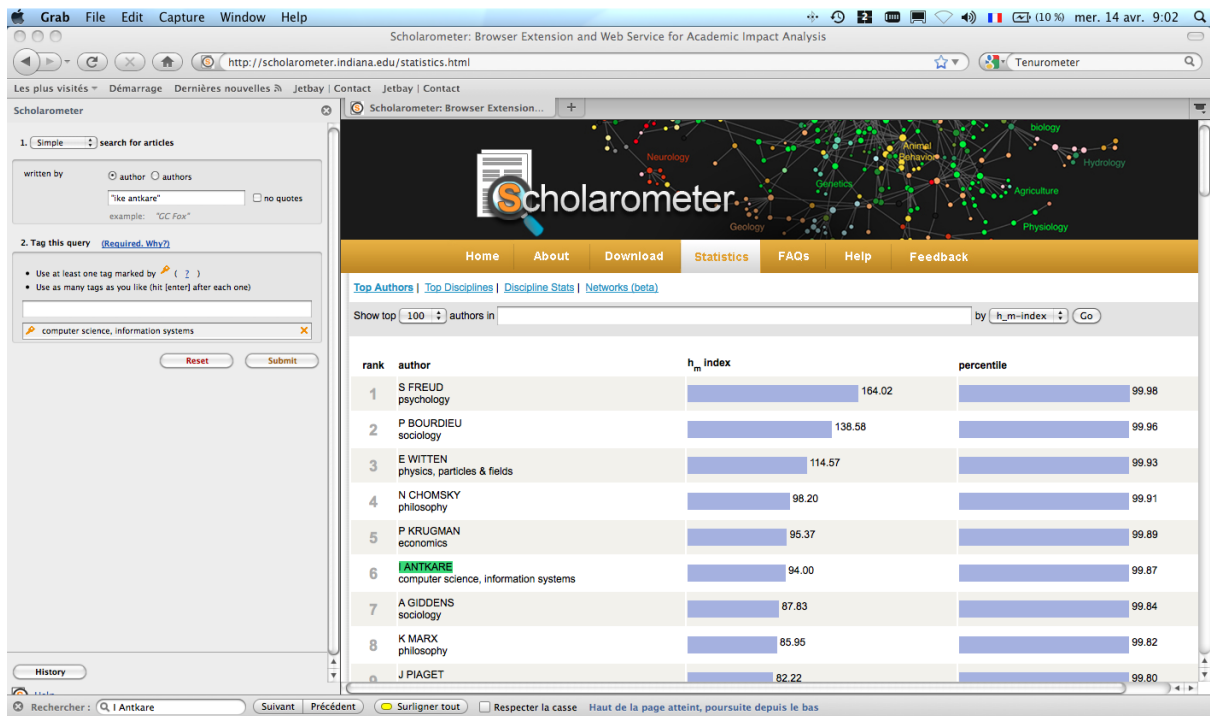 Grab File Edit Capture Window Help
2
(10 %) mer. 14 avr. 9:02
Scholarometer: Browser Extension and Web Service for Academic Impact Analysis
http://scholarometer.indiana.edu/statistics.html
Tenurometer
Les plus visités Démarrage Dernières nouvelles Jetbay | Contact Jetbay | Contact
Scholarometer
Scholarometer: Browser Extension... +
1. Simple search for articles
written by author authors
"ike antkare" no quotes
example: "GC Fox"
2. Tag this query (Required. Why?)
• Use at least one tag marked by ( ? )
• Use as many tags as you like (hit [enter] after each one)
computer science, information systems X
Reset Submit
History
Neurology
Animal Behavior
biology
Hydrology
Genetics
Agriculture
Geology
Physiology
Scholarometer
Home About Download Statistics FAQs Help Feedback
Top Authors | Top Disciplines | Discipline Stats | Networks (beta)
Show top 100 authors in by h_m-index Go
rank author hm index percentile
1 S FREUD 164.02 99.98
psychology
2 P BOURDIEU 138.58 99.96
sociology
3 E WITTEN 114.57 99.93
physics, particles & fields
4 N CHOMSKY 98.20 99.91
philosophy
5 P KRUGMAN 95.37 99.89
economics
6 I ANTKARE 94.00 99.87
computer science, information systems
7 A GIDDENS 87.83 99.84
sociology
8 K MARX 85.95 99.82
philosophy
J PIAGET 82.22 99.80
Rechercher : I Antkare Suivant Précédent Surligner tout Respecter la casse Haut de la page atteint, poursuite depuis le bas